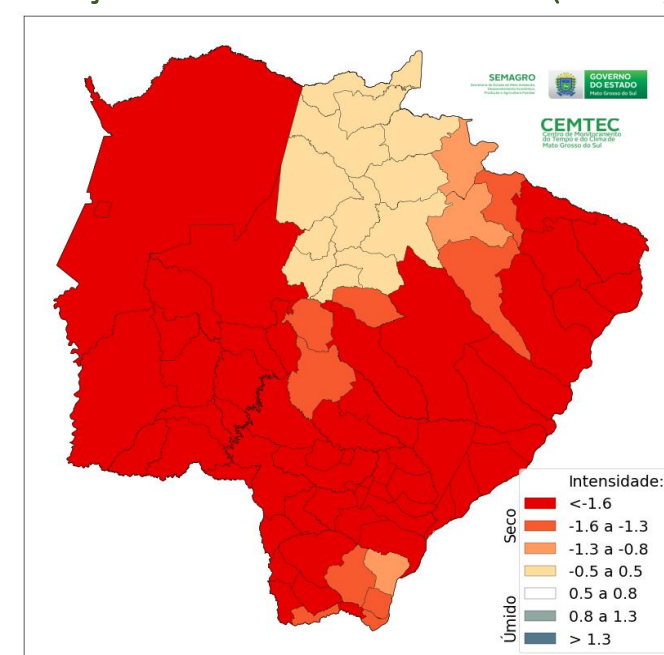 SEMAGRO
GOVERNO
DO ESTADO
Mato Grosso do Sul
CEMTEC
Centro de Monitoramento
do Tempo e do Clima de
Mato Grosso do Sul
Intensidade:
Seco
<-1.6
-1.6 a -1.3
-1.3 a -0.8
-0.5 a 0.5
Úmido
0.5 a 0.8
0.8 a 1.3
> 1.3